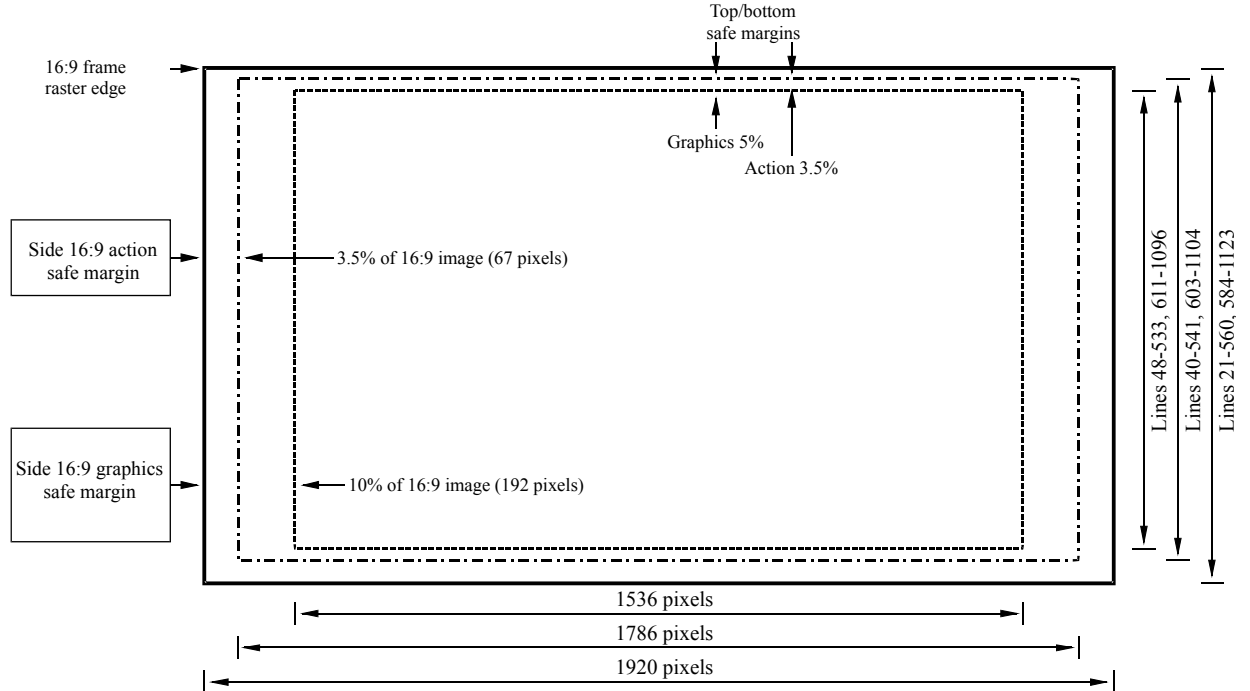 Top/bottom
safe margins
16:9 frame
raster edge
Graphics 5%
Action 3.5%
Side 16:9 action
safe margin
3.5% of 16:9 image (67 pixels)
Side 16:9 graphics
safe margin
10% of 16:9 image (192 pixels)
Lines 48-533, 611-1096
Lines 40-541, 603-1104
Lines 21-560, 584-1123
1536 pixels
1786 pixels
1920 pixels